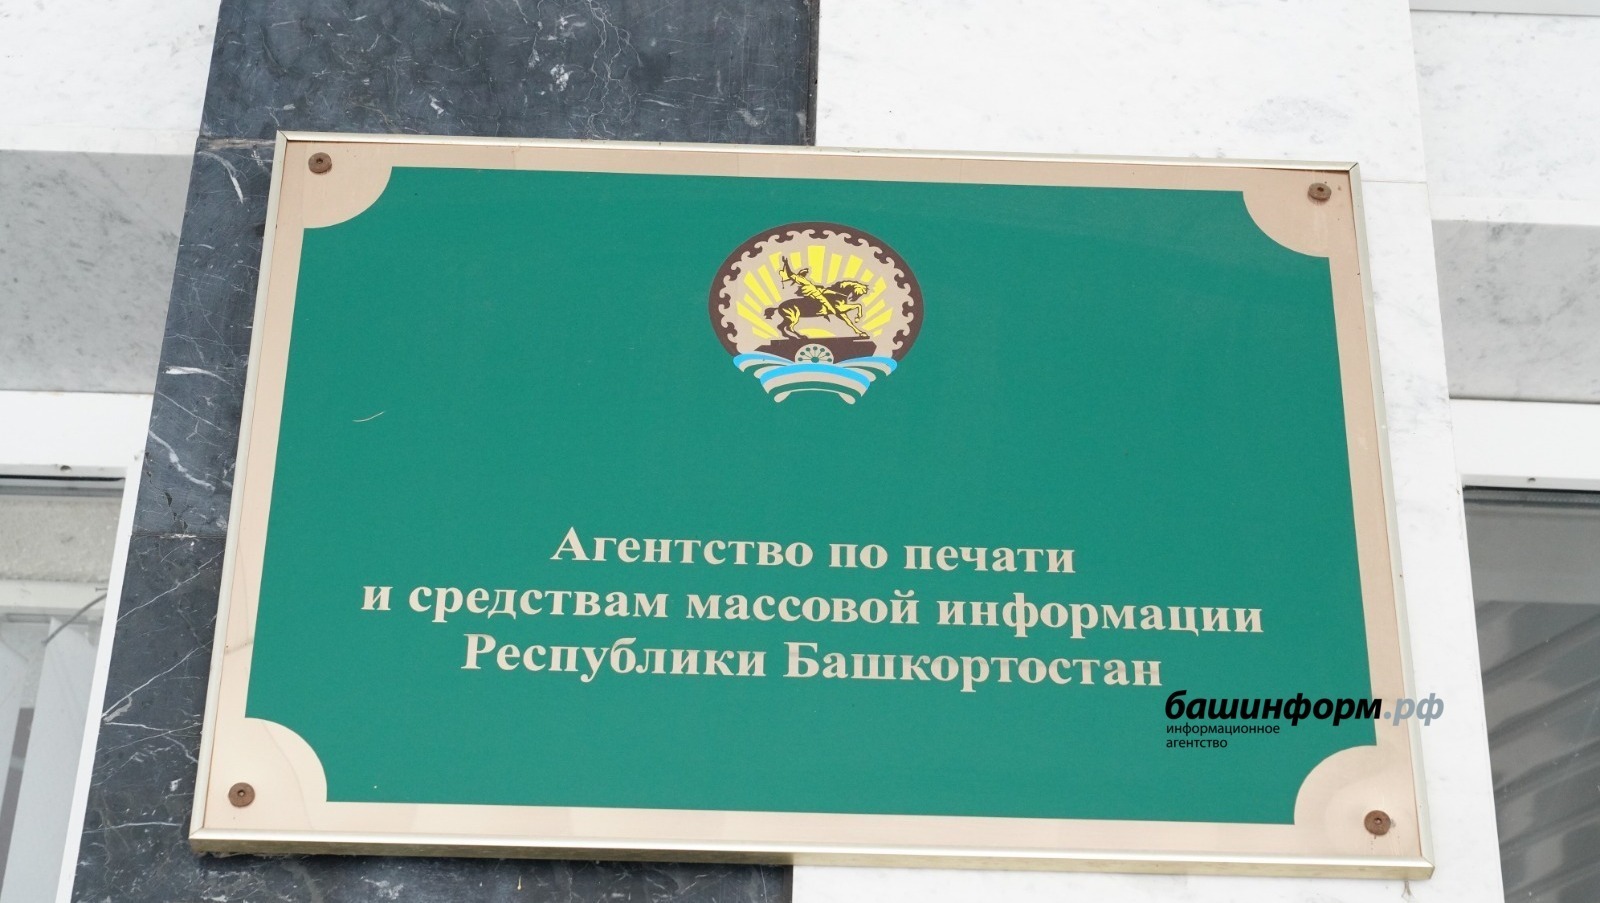 Агентство по печати
и средствам массовой информации
Республики Башкортостан
башинформ.рф
информационное
агентство